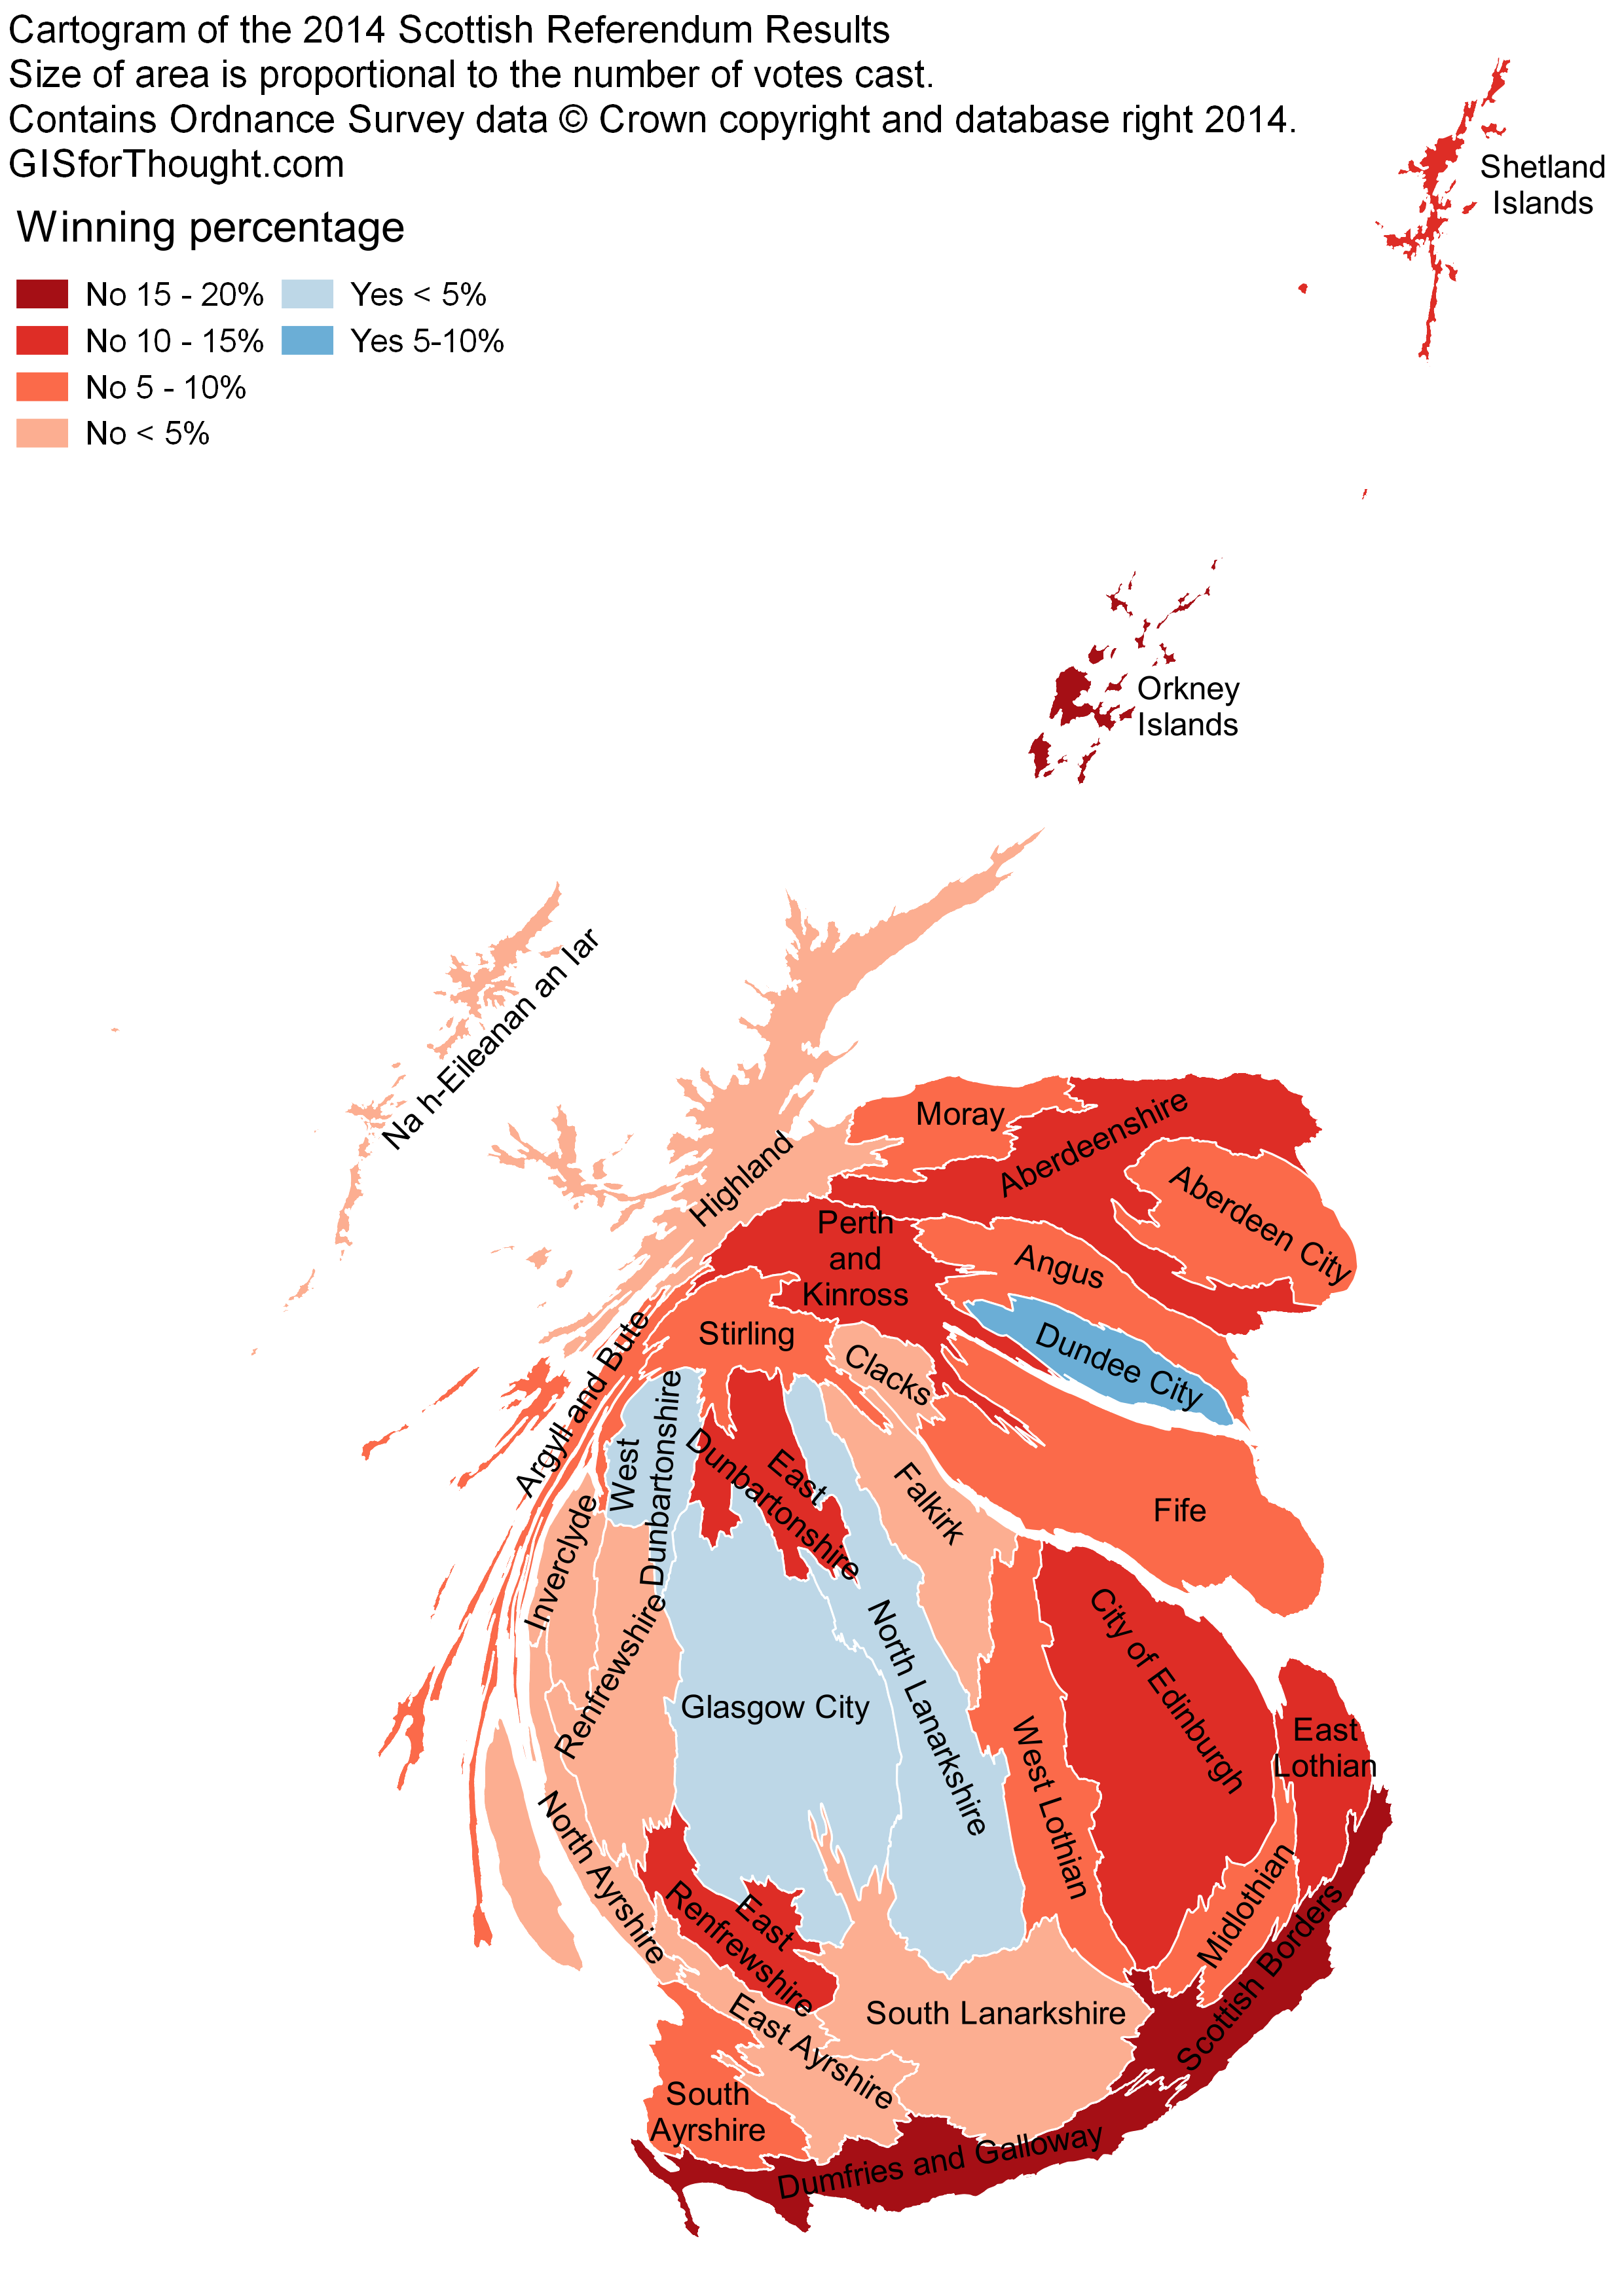 Cartogram of the 2014 Scottish Referendum Results
Size of area is proportional to the number of votes cast.
Contains Ordnance Survey data © Crown copyright and database right 2014.
GISforThought.com
Winning percentage
No 15 - 20%
No 10 - 15%
No 5 - 10%
No < 5%
Yes < 5%
Yes 5-10%
Shetland
Islands
Orkney
Islands
Na h-Eileanan an Iar
Highland
Moray
Aberdeenshire
Aberdeen City
Perth
and
Kinross
Angus
Dundee City
Stirling
Clacks
Argyll and Bute
West
Dunbartonshire
East
Dunbartonshire
Falkirk
Fife
Inverclyde
Renfrewshire
Glasgow City
North Lanarkshire
West Lothian
City of Edinburgh
East
Lothian
Midlothian
North Ayrshire
East
Renfrewshire
Scottish Borders
South Lanarkshire
East Ayrshire
South
Ayrshire
Dumfries and Galloway